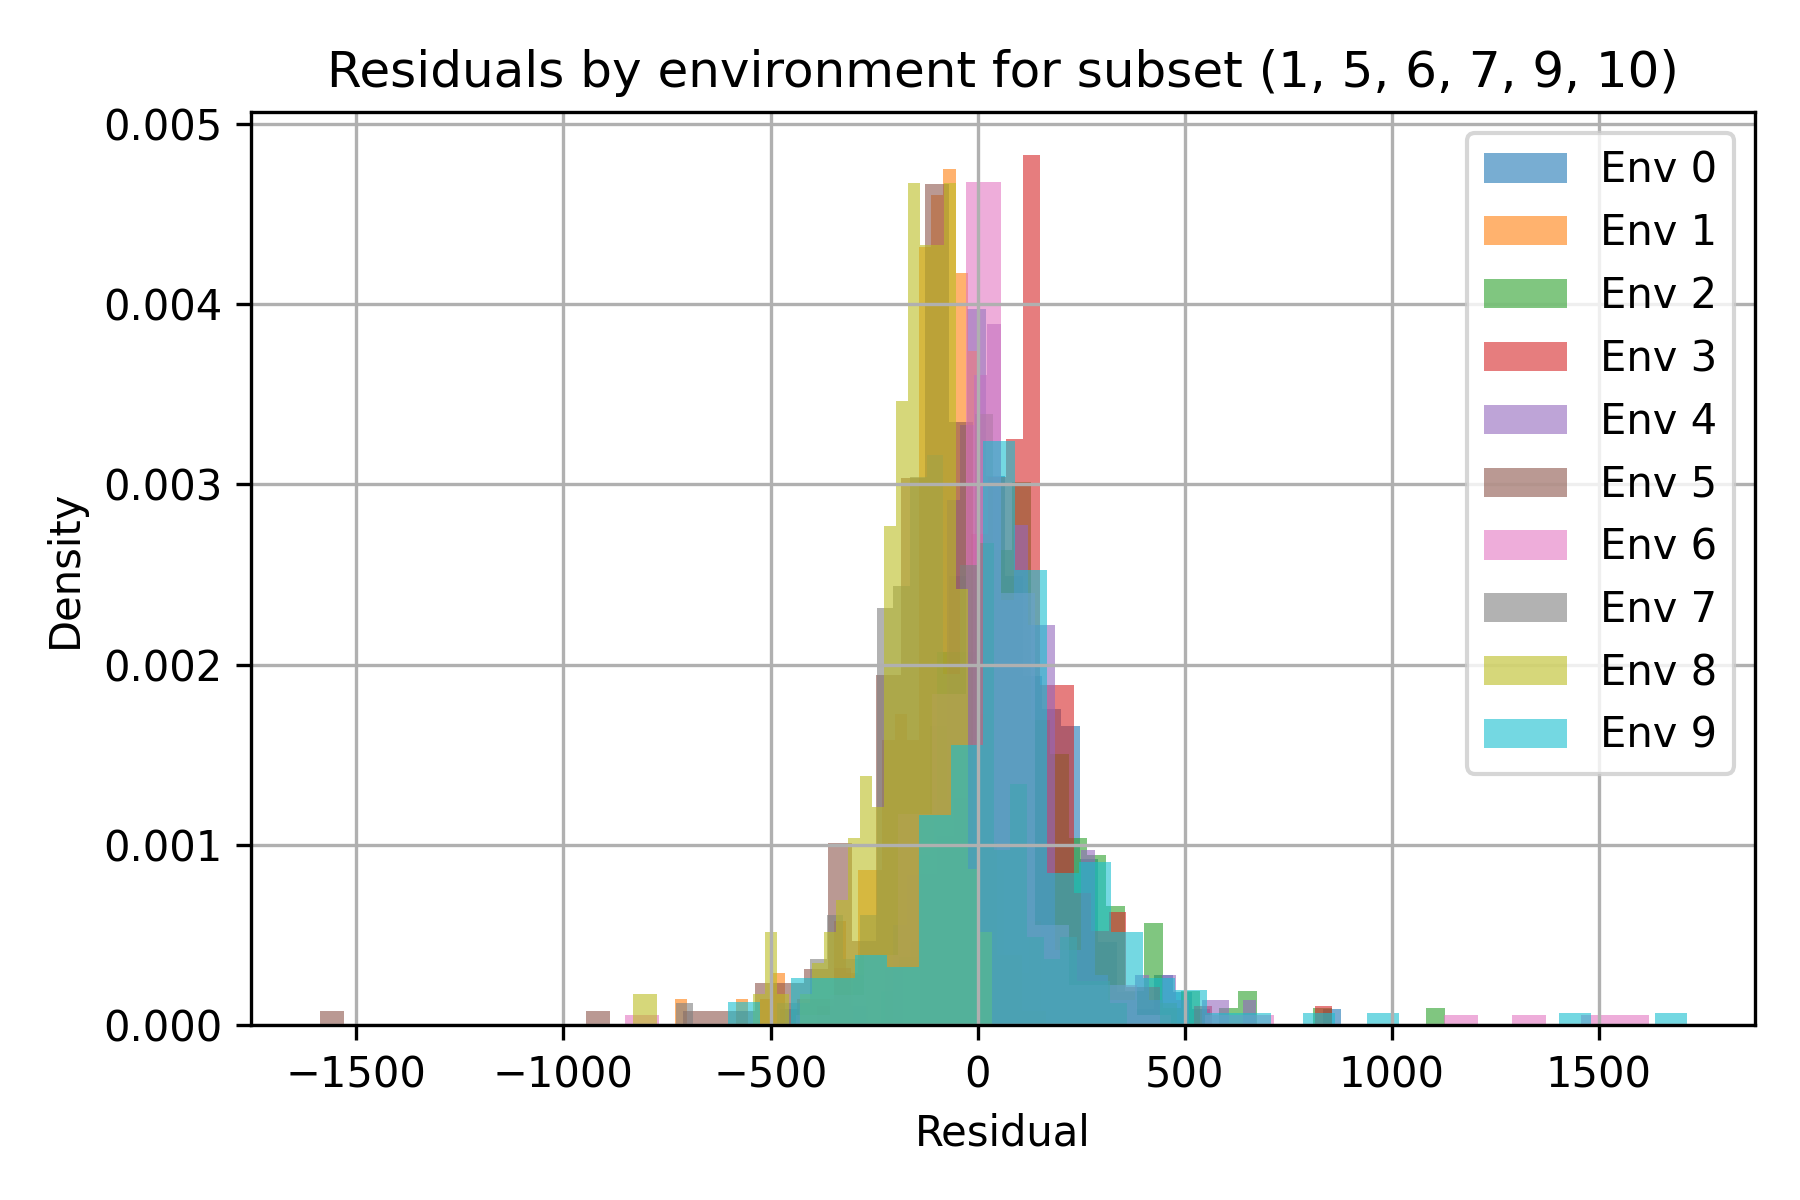 Residuals by environment for subset (1, 5, 6, 7, 9, 10)
0.005
0.004
0.003
0.002
0.001
0.000
Density
−1500
−1000
−500
0
500
1000
1500
Residual
Env 0
Env 1
Env 2
Env 3
Env 4
Env 5
Env 6
Env 7
Env 8
Env 9